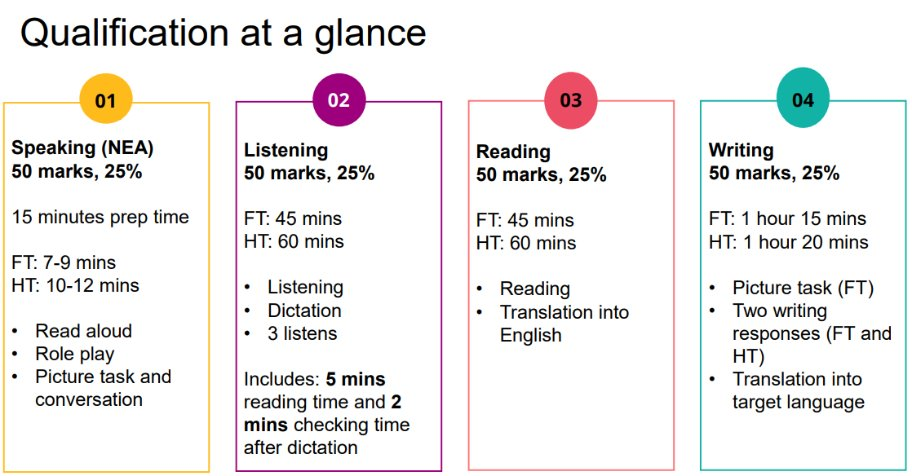 Qualification at a glance
01
Speaking (NEA)
50 marks, 25%
15 minutes prep time
FT: 7-9 mins
HT: 10-12 mins
• Read aloud
• Role play
• Picture task and
conversation
02
Listening
50 marks, 25%
FT: 45 mins
HT: 60 mins
• Listening
• Dictation
• 3 listens
Includes: 5 mins
reading time and 2
mins checking time
after dictation
03
Reading
50 marks, 25%
FT: 45 mins
HT: 60 mins
• Reading
• Translation into
English
04
Writing
50 marks, 25%
FT: 1 hour 15 mins
HT: 1 hour 20 mins
• Picture task (FT)
• Two writing
responses (FT and
HT)
• Translation into
target language